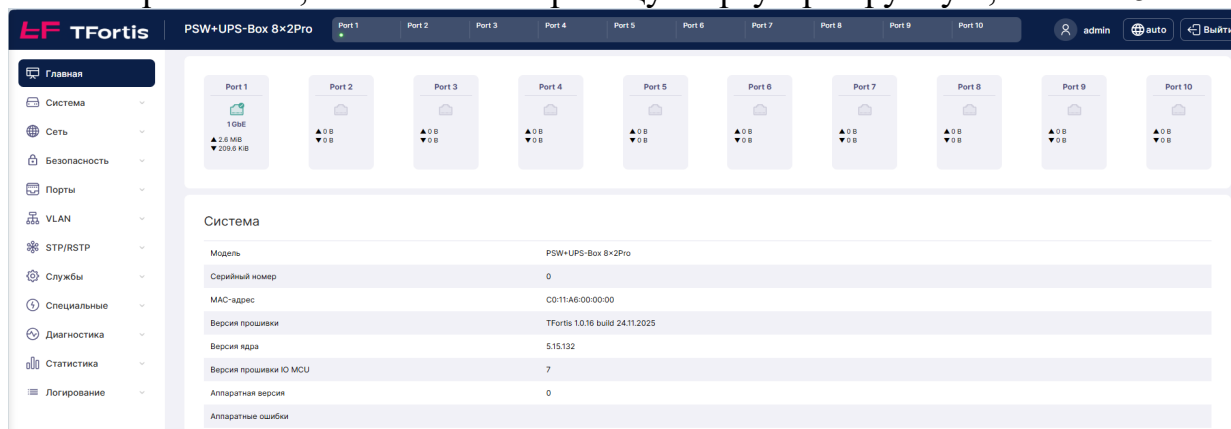 TFortis
PSW+UPS-Box 8×2Pro
Port 1 Port 2 Port 3 Port 4 Port 5 Port 6 Port 7 Port 8 Port 9 Port 10
admin
auto
Выйти
Главная
Система
Сеть
Безопасность
Порты
VLAN
STP/RSTP
Службы
Специальные
Диагностика
Статистика
Логирование
Port 1 Port 2 Port 3 Port 4 Port 5 Port 6 Port 7 Port 8 Port 9 Port 10
1 GbE
▲ 2.6 MiB ▲ 0 B ▲ 0 B ▲ 0 B ▲ 0 B ▲ 0 B ▲ 0 B ▲ 0 B ▲ 0 B ▲ 0 B
▼ 209.6 KiB ▼ 0 B ▼ 0 B ▼ 0 B ▼ 0 B ▼ 0 B ▼ 0 B ▼ 0 B ▼ 0 B ▼ 0 B
Система
Модель PSW+UPS-Box 8×2Pro
Серийный номер 0
MAC-адрес C0:11:A6:00:00:00
Версия прошивки TFortis 1.0.16 build 24.11.2025
Версия ядра 5.15.132
Версия прошивки IO MCU 7
Аппаратная версия 0
Аппаратные ошибки